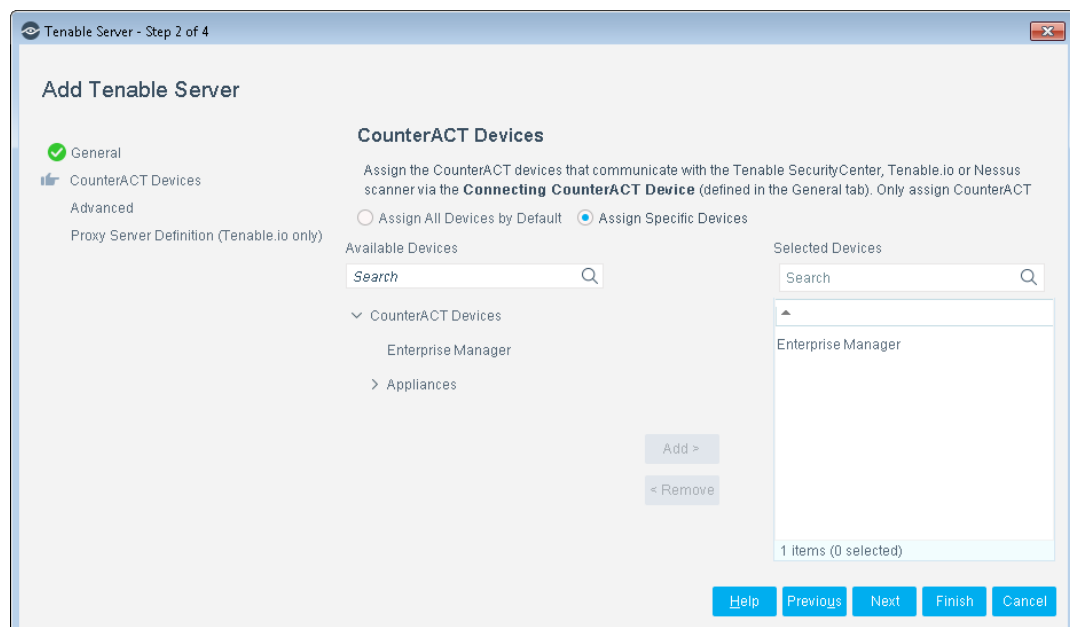 Tenable Server - Step 2 of 4
Add Tenable Server
General
CounterACT Devices
Advanced
Proxy Server Definition (Tenable.io only)
CounterACT Devices
Assign the CounterACT devices that communicate with the Tenable SecurityCenter, Tenable.io or Nessus
scanner via the Connecting CounterACT Device (defined in the General tab). Only assign CounterACT
Assign All Devices by Default Assign Specific Devices
Available Devices
Search
CounterACT Devices
Enterprise Manager
Appliances
Add >
< Remove
Selected Devices
Search
Enterprise Manager
1 items (0 selected)
Help Previous Next Finish Cancel